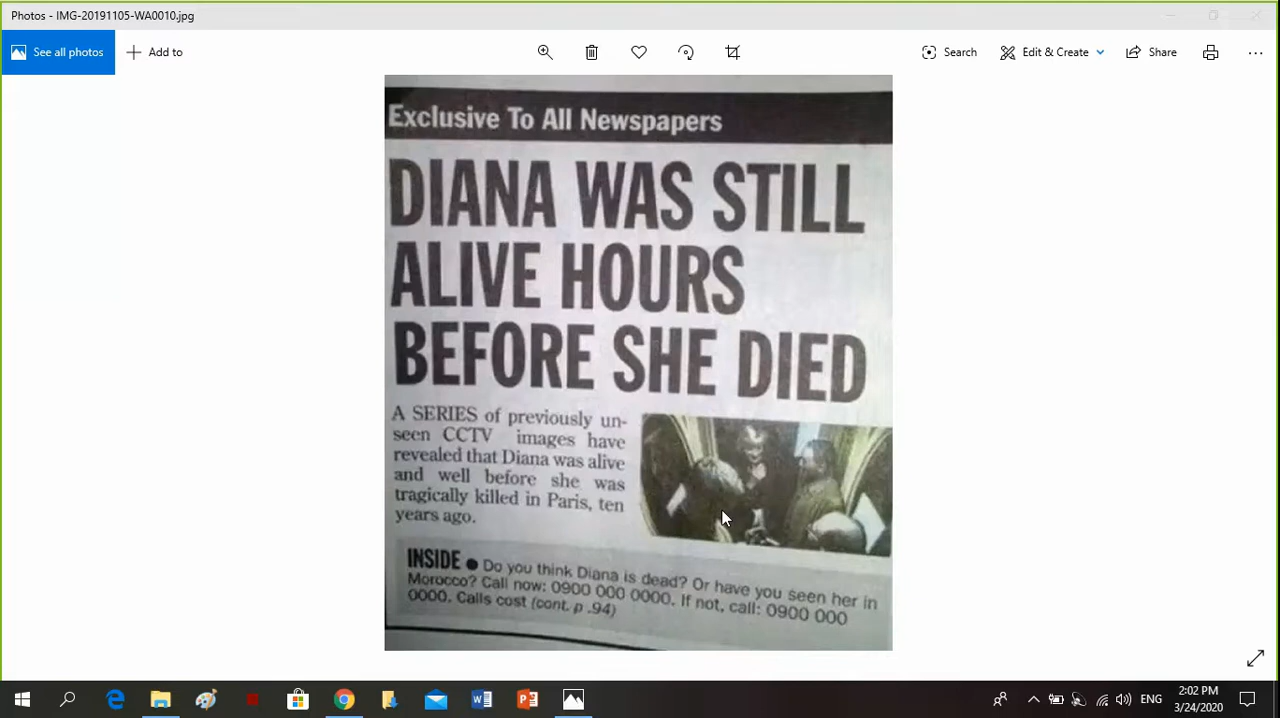 Photos - IMG-20191105-WA0010.jpg
See all photos
Add to
Search
Edit & Create
Share
Exclusive To All Newspapers
DIANA WAS STILL
ALIVE HOURS
BEFORE SHE DIED
A SERIES of previously un-
seen CCTV images have
revealed that Diana was alive
and well before she was
tragically killed in Paris, ten
years ago.
INSIDE ● Do you think Diana is dead? Or have you seen her in
Morocco? Call now: 0900 000 0000. If not, call: 0900 000
0000. Calls cost (cont. p .94)
ENG
2:02 PM
3/24/2020